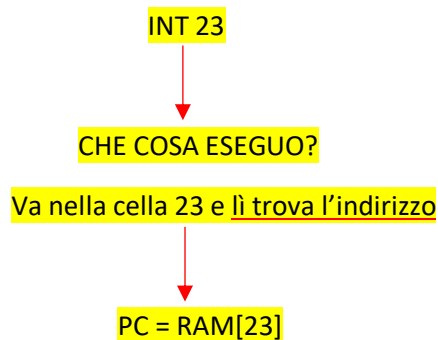 INT 23
CHE COSA ESEGUO?
Va nella cella 23 e lì trova l'indirizzo
PC = RAM[23]